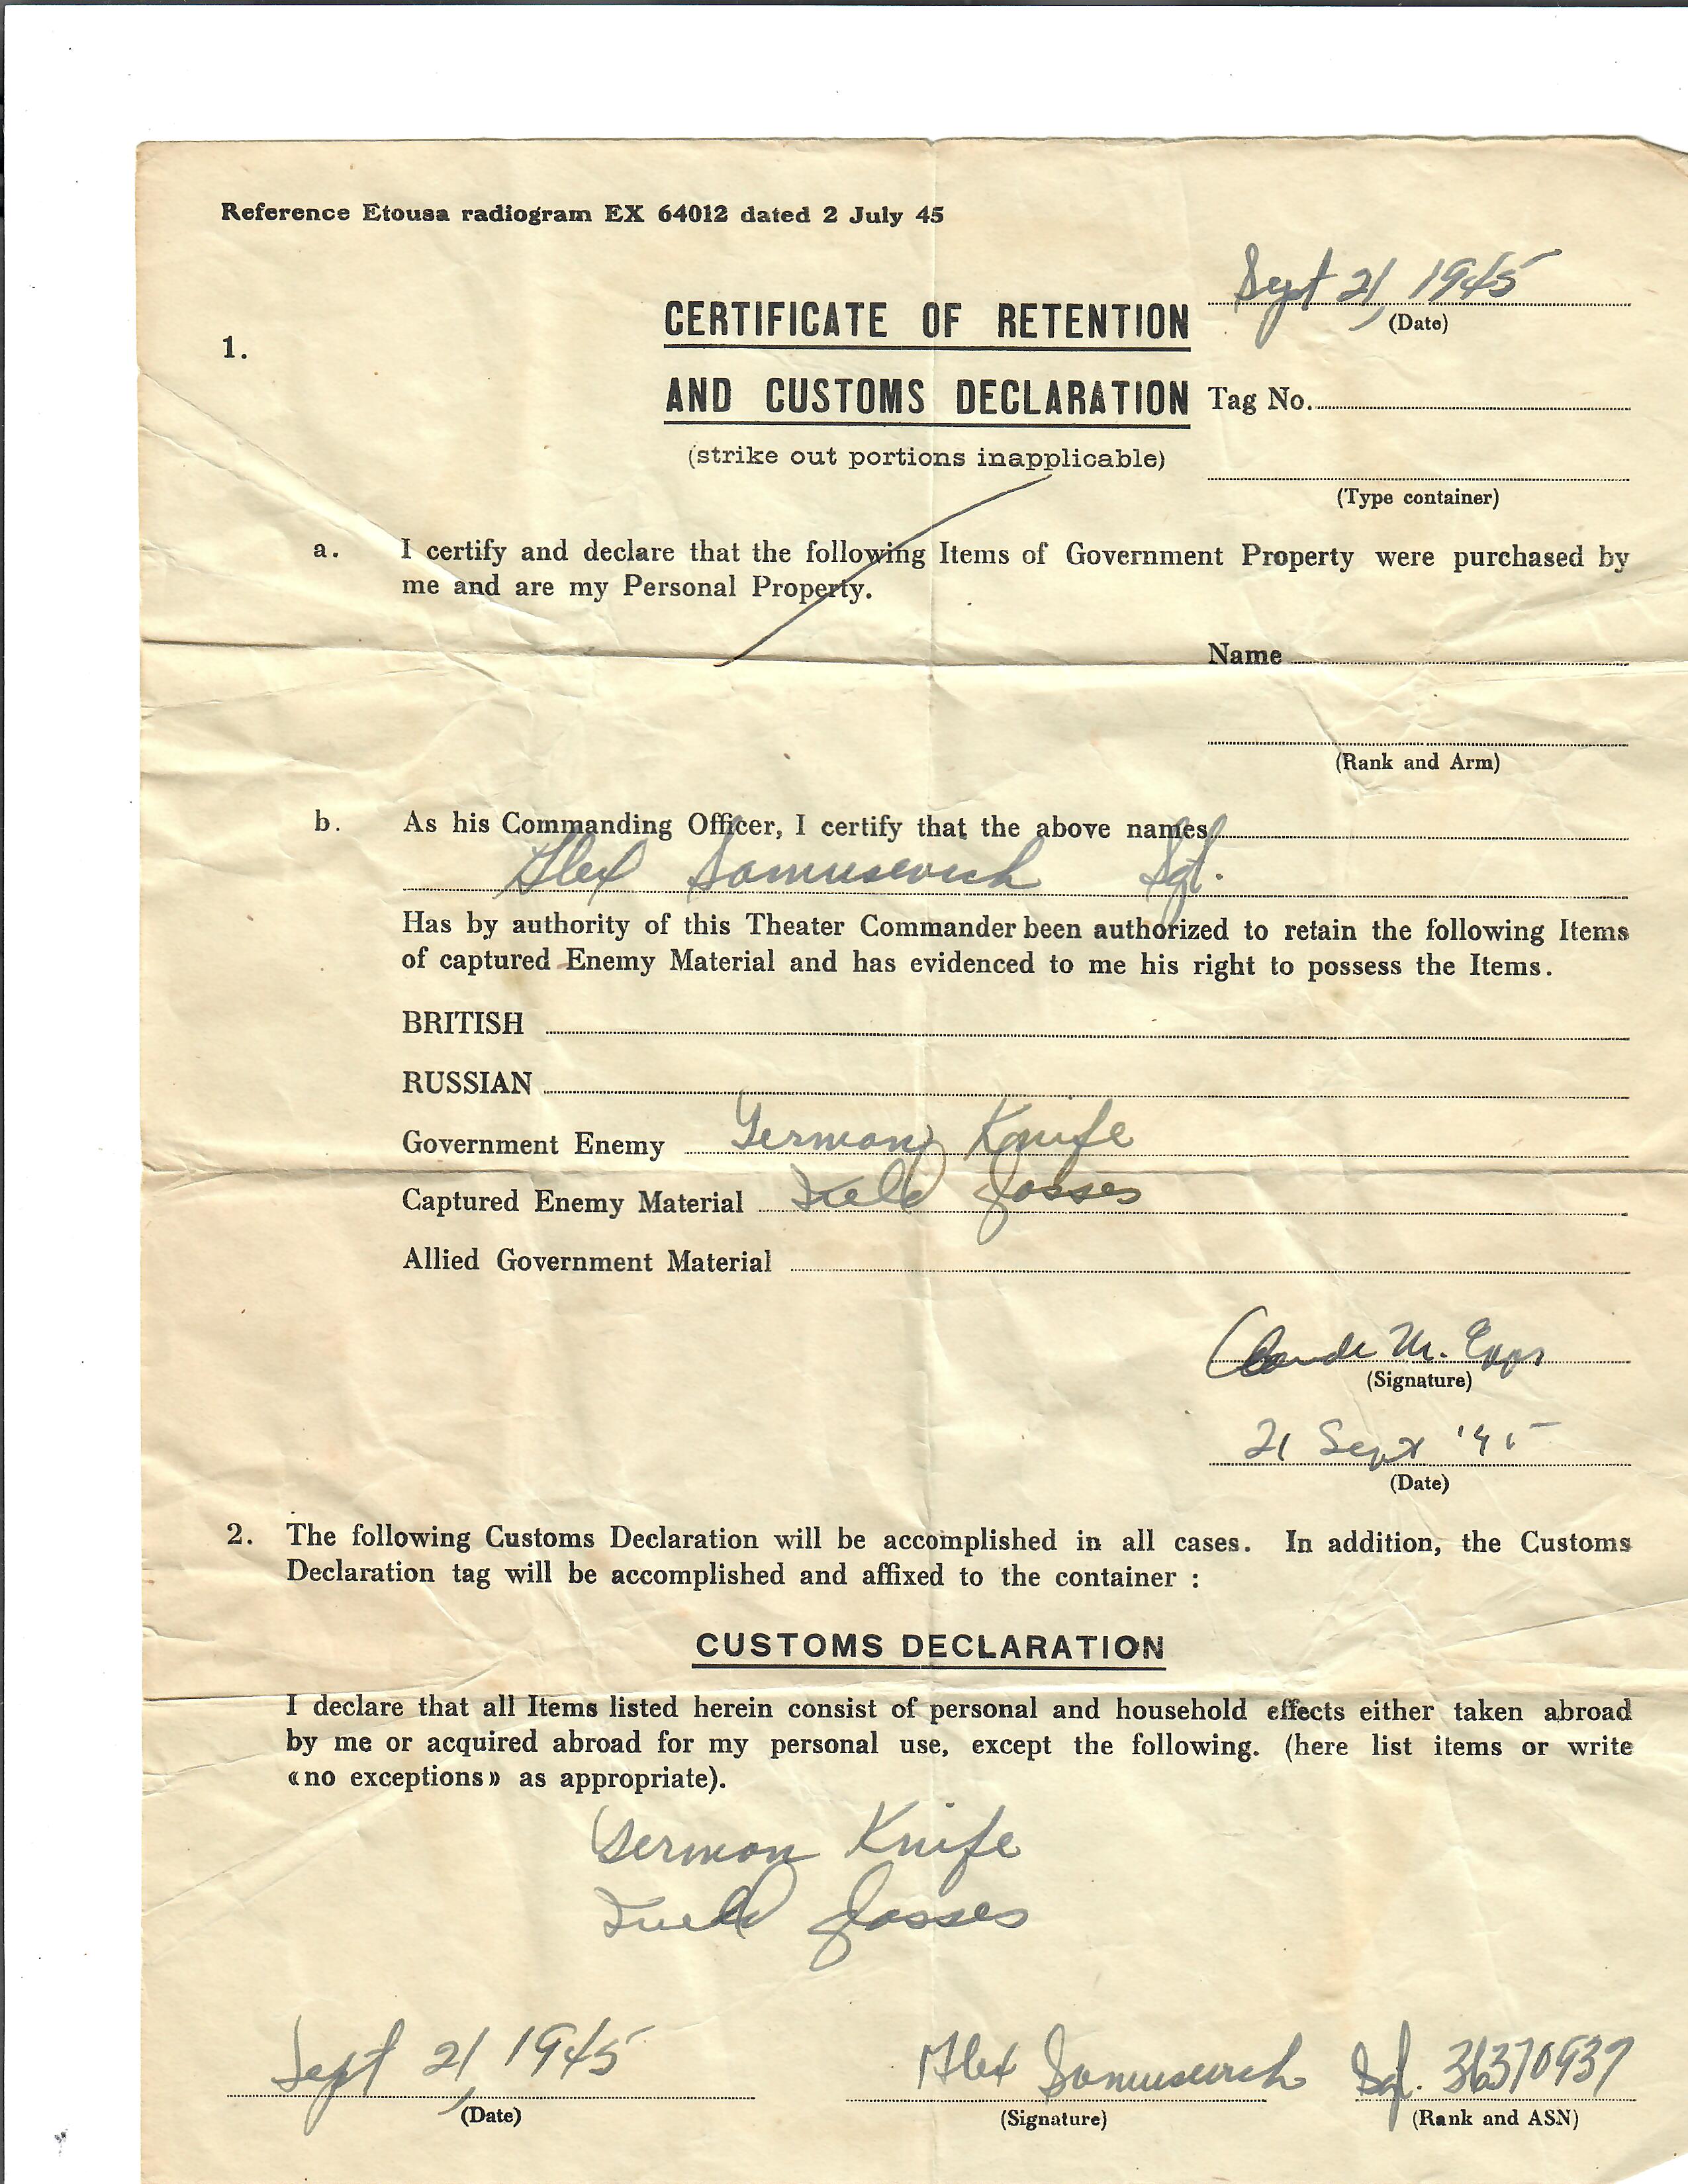 Reference Etousa radiogram EX 64012 dated 2 July 45
Sept 21, 1945
(Date)
1.
CERTIFICATE OF RETENTION
AND CUSTOMS DECLARATION
Tag No.
(strike out portions inapplicable)
(Type container)
a. I certify and declare that the following Items of Government Property were purchased by
me and are my Personal Property.
Name
(Rank and Arm)
b. As his Commanding Officer, I certify that the above names
Alex Samusevich Sgt.
Has by authority of this Theater Commander been authorized to retain the following Items
of captured Enemy Material and has evidenced to me his right to possess the Items.
BRITISH
RUSSIAN
Government Enemy German Knife
Captured Enemy Material Field glasses
Allied Government Material
Claude M. Epps
(Signature)
21 Sept '45
(Date)
2. The following Customs Declaration will be accomplished in all cases. In addition, the Customs
Declaration tag will be accomplished and affixed to the container :
CUSTOMS DECLARATION
I declare that all Items listed herein consist of personal and household effects either taken abroad
by me or acquired abroad for my personal use, except the following. (here list items or write
«no exceptions» as appropriate).
German Knife
Field glasses
Sept 21, 1945
Alex Samusevich Sgt. 36370937
(Date)
(Signature)
(Rank and ASN)